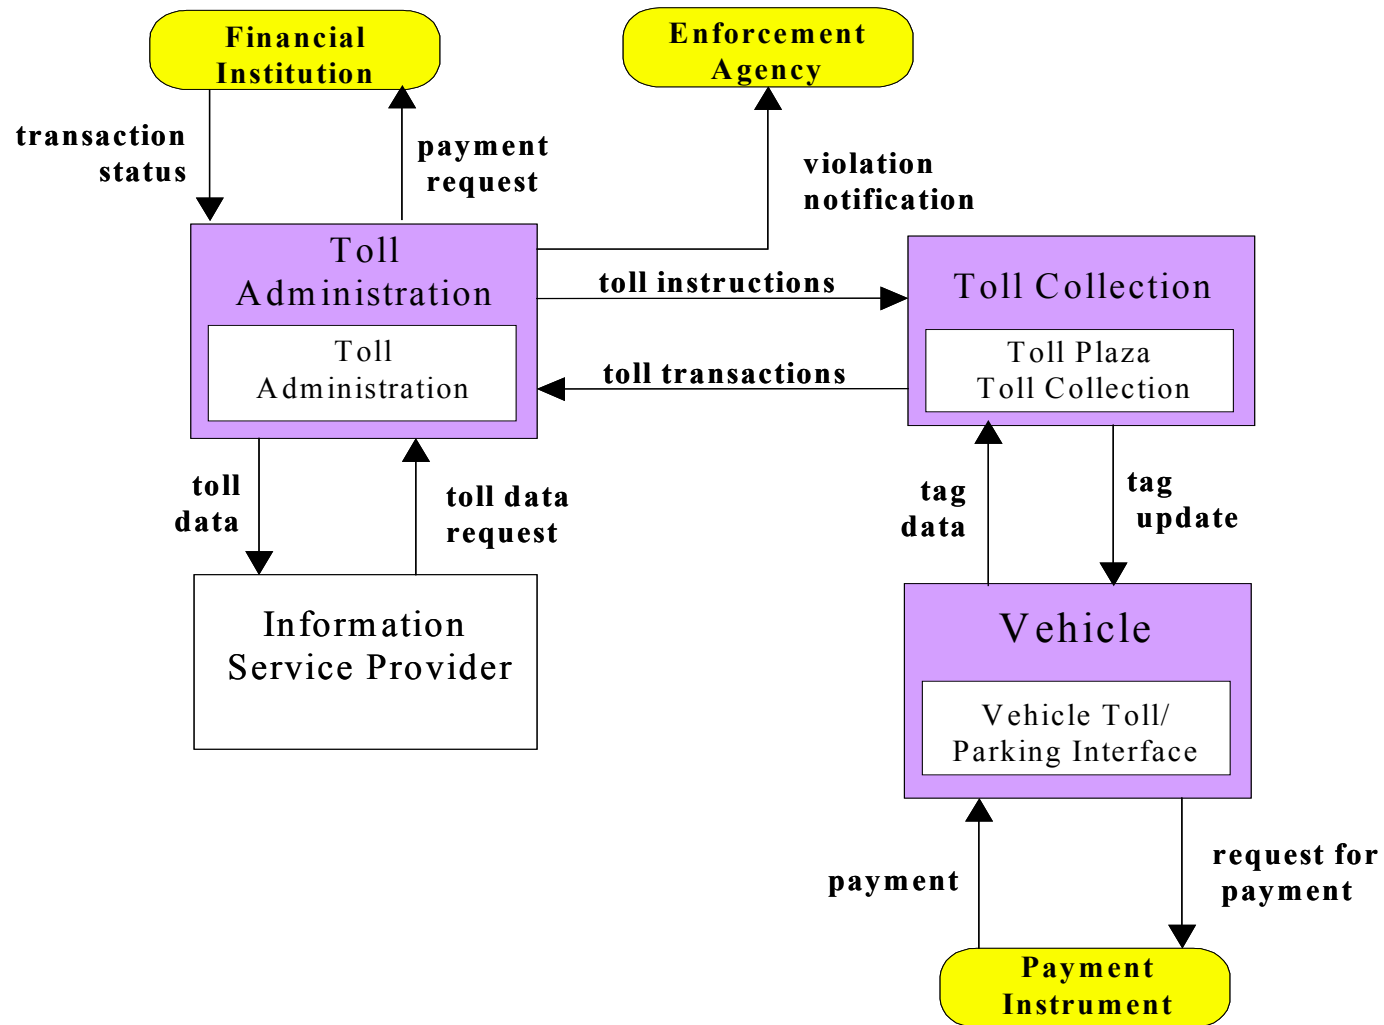 Financial
Institution
Enforcement
Agency
transaction
status
payment
request
violation
notification
Toll
Administration
Toll
Administration
toll instructions
toll transactions
Toll Collection
Toll Plaza
Toll Collection
toll
data
toll data
request
tag
data
tag
update
Information
Service Provider
Vehicle
Vehicle Toll/
Parking Interface
payment
request for
payment
Payment
Instrument